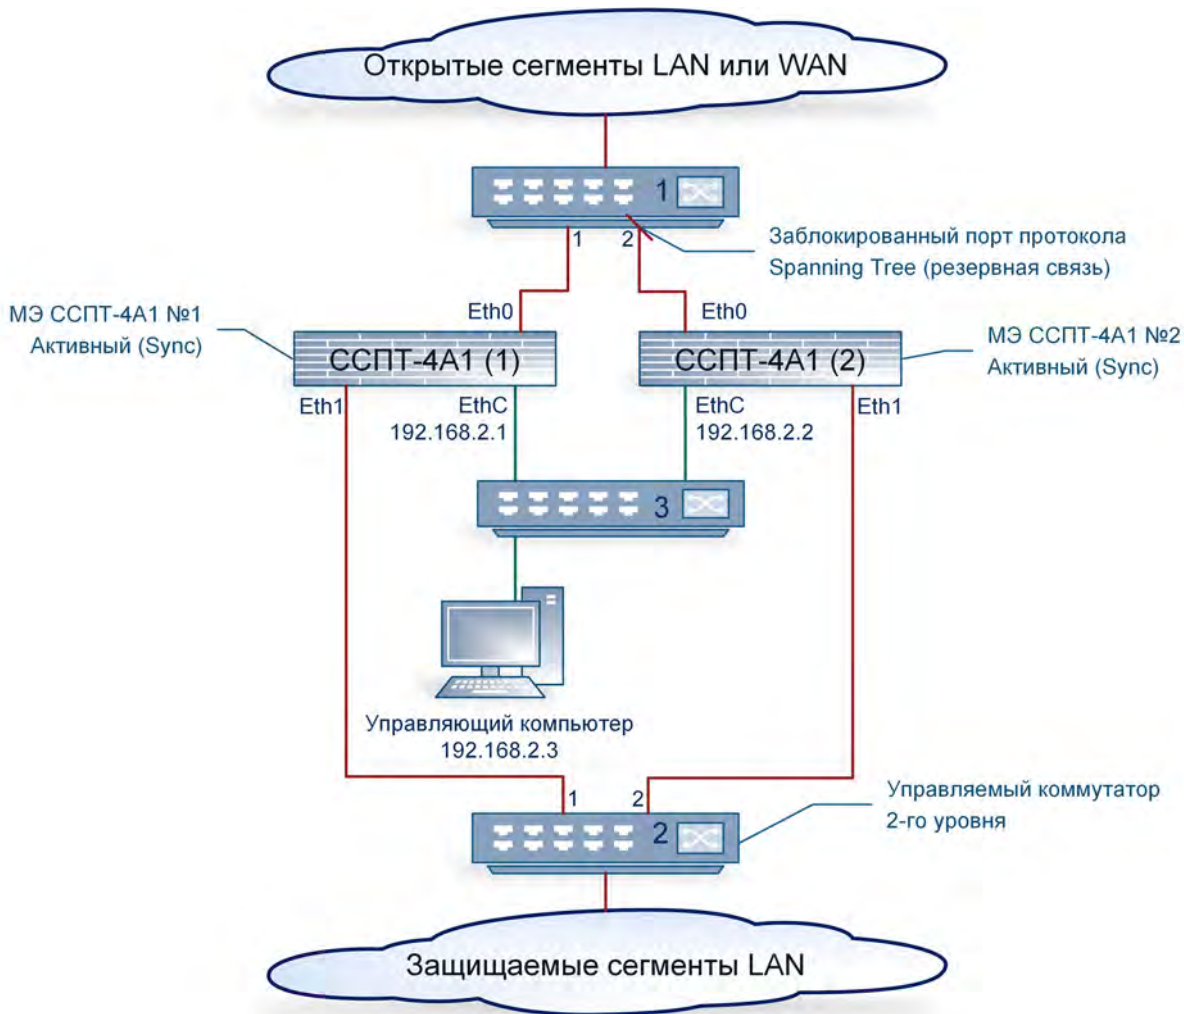 Открытые сегменты LAN или WAN
1
1
2
Заблокированный порт протокола
Spanning Tree (резервная связь)
МЭ ССПТ-4А1 №1
Активный (Sync)
Eth0
Eth0
МЭ ССПТ-4А1 №2
Активный (Sync)
ССПТ-4А1 (1)
ССПТ-4А1 (2)
Eth1
EthC
192.168.2.1
EthC
192.168.2.2
Eth1
3
Управляющий компьютер
192.168.2.3
1
2
Управляемый коммутатор
2-го уровня
2
Защищаемые сегменты LAN